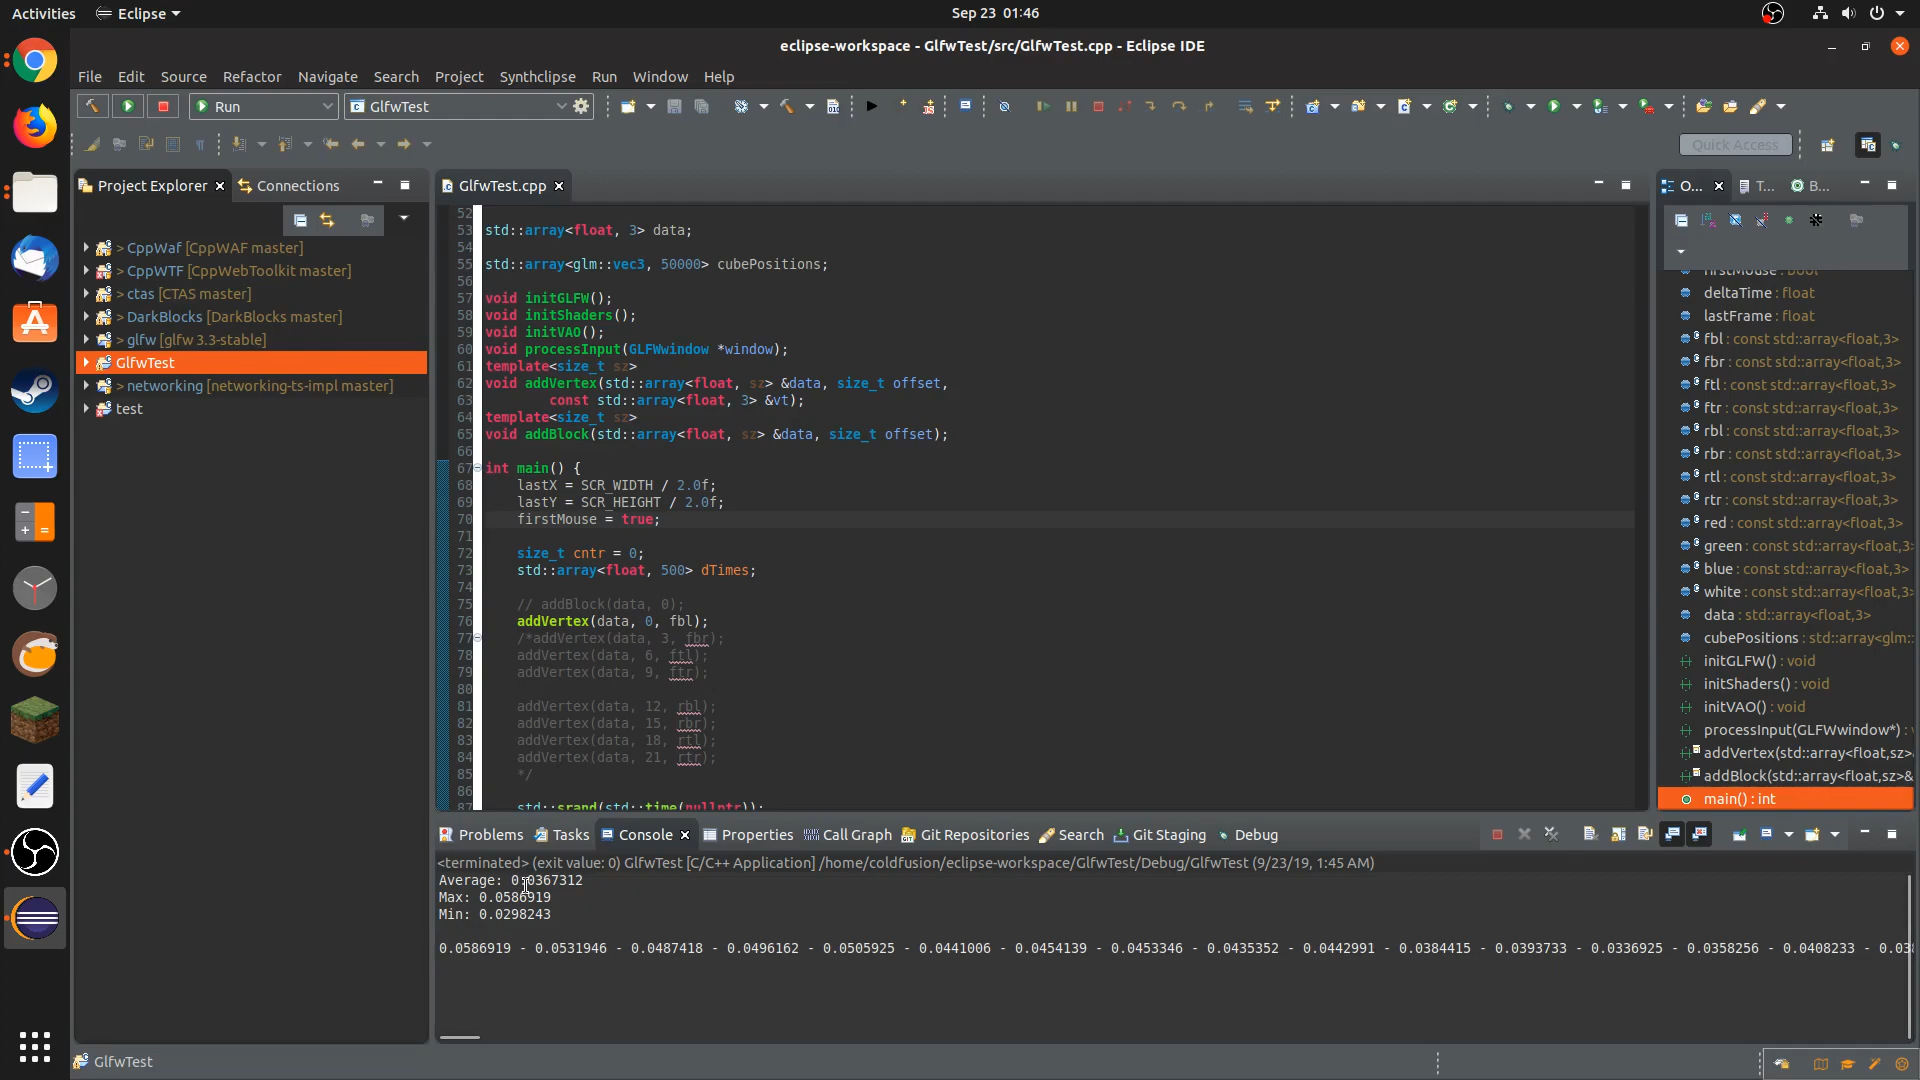 Activities
Eclipse
Sep 23 01:46
eclipse-workspace - GlfwTest/src/GlfwTest.cpp - Eclipse IDE
File Edit Source Refactor Navigate Search Project Synthclipse Run Window Help
Run
GlfwTest
Quick Access
Project Explorer
Connections
> CppWaf [CppWAF master]
> CppWTF [CppWebToolkit master]
> ctas [CTAS master]
> DarkBlocks [DarkBlocks master]
> glfw [glfw 3.3-stable]
GlfwTest
> networking [networking-ts-impl master]
test
GlfwTest.cpp
52
53 std::array<float, 3> data;
54
55 std::array<glm::vec3, 50000> cubePositions;
56
57 void initGLFW();
58 void initShaders();
59 void initVAO();
60 void processInput(GLFWwindow *window);
61 template<size_t sz>
62 void addVertex(std::array<float, sz> &data, size_t offset,
63 const std::array<float, 3> &vt);
64 template<size_t sz>
65 void addBlock(std::array<float, sz> &data, size_t offset);
66
67 int main() {
68 lastX = SCR_WIDTH / 2.0f;
69 lastY = SCR_HEIGHT / 2.0f;
70 firstMouse = true;
71
72 size_t cntr = 0;
73 std::array<float, 500> dTimes;
74
75 // addBlock(data, 0);
76 addVertex(data, 0, fbl);
77 /*addVertex(data, 3, fbr);
78 addVertex(data, 6, ftl);
79 addVertex(data, 9, ftr);
80
81 addVertex(data, 12, rbl);
82 addVertex(data, 15, rbr);
83 addVertex(data, 18, rtl);
84 addVertex(data, 21, rtr);
85 */
86
87 std::srand(std::time(nullptr));
O...
T...
B...
firstMouse : bool
deltaTime : float
lastFrame : float
fbl : const std::array<float,3>
fbr : const std::array<float,3>
ftl : const std::array<float,3>
ftr : const std::array<float,3>
rbl : const std::array<float,3>
rbr : const std::array<float,3>
rtl : const std::array<float,3>
rtr : const std::array<float,3>
red : const std::array<float,3>
green : const std::array<float,3
blue : const std::array<float,3>
white : const std::array<float,3
data : std::array<float,3>
cubePositions : std::array<glm::
initGLFW() : void
initShaders() : void
initVAO() : void
processInput(GLFWwindow*) :
addVertex(std::array<float,sz>
addBlock(std::array<float,sz>&
main() : int
Problems
Tasks
Console
Properties
Call Graph
Git Repositories
Search
Git Staging
Debug
<terminated> (exit value: 0) GlfwTest [C/C++ Application] /home/coldfusion/eclipse-workspace/GlfwTest/Debug/GlfwTest (9/23/19, 1:45 AM)
Average: 0.0367312
Max: 0.0586919
Min: 0.0298243
0.0586919 - 0.0531946 - 0.0487418 - 0.0496162 - 0.0505925 - 0.0441006 - 0.0454139 - 0.0453346 - 0.0435352 - 0.0442991 - 0.0384415 - 0.0393733 - 0.0336925 - 0.0358256 - 0.0408233 -
GlfwTest